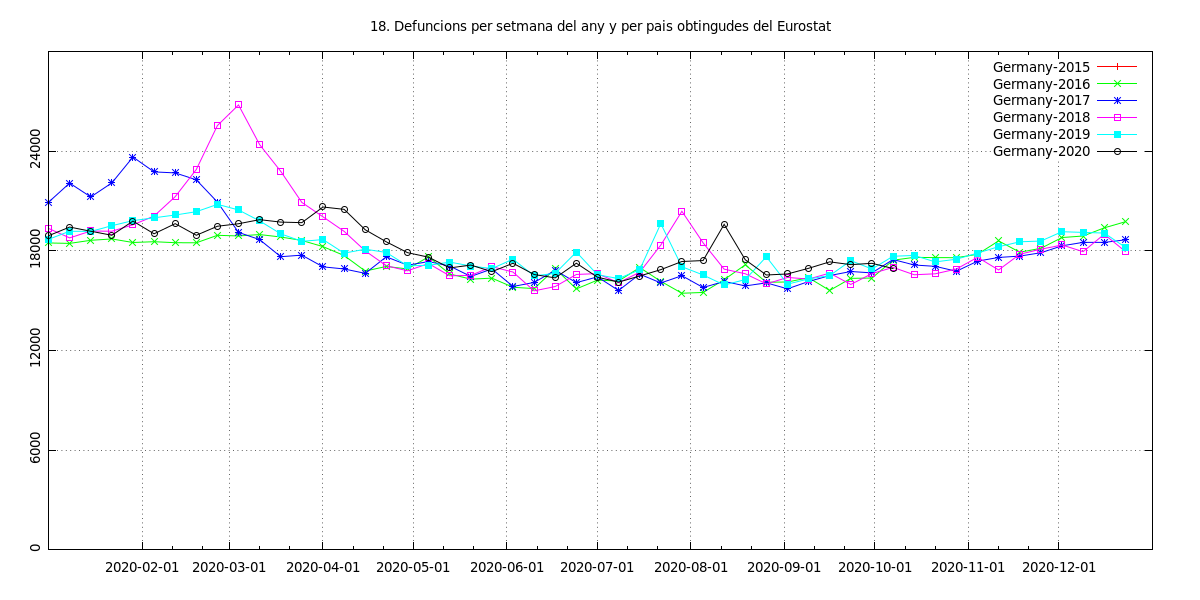 18. Defuncions per setmana del any y per pais obtingudes del Eurostat
Germany-2015
Germany-2016
Germany-2017
Germany-2018
Germany-2019
Germany-2020
24000
18000
12000
6000
0
2020-02-01 2020-03-01 2020-04-01 2020-05-01 2020-06-01 2020-07-01 2020-08-01 2020-09-01 2020-10-01 2020-11-01 2020-12-01